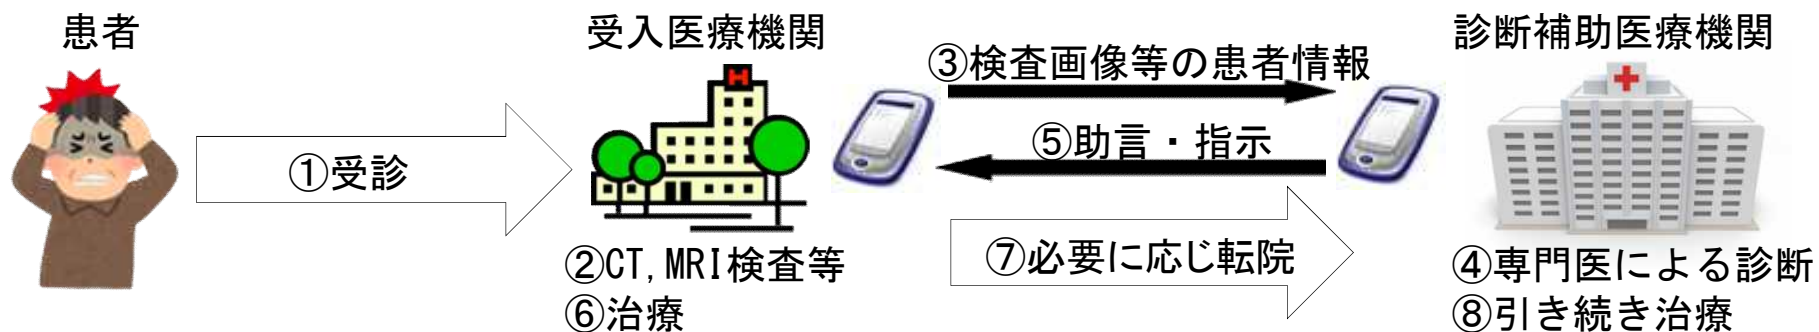 患者
受入医療機関
診断補助医療機関
③検査画像等の患者情報
①受診
⑤助言・指示
H
⑦必要に応じ転院
②CT,MRI検査等
⑥治療
④専門医による診断
⑧引き続き治療